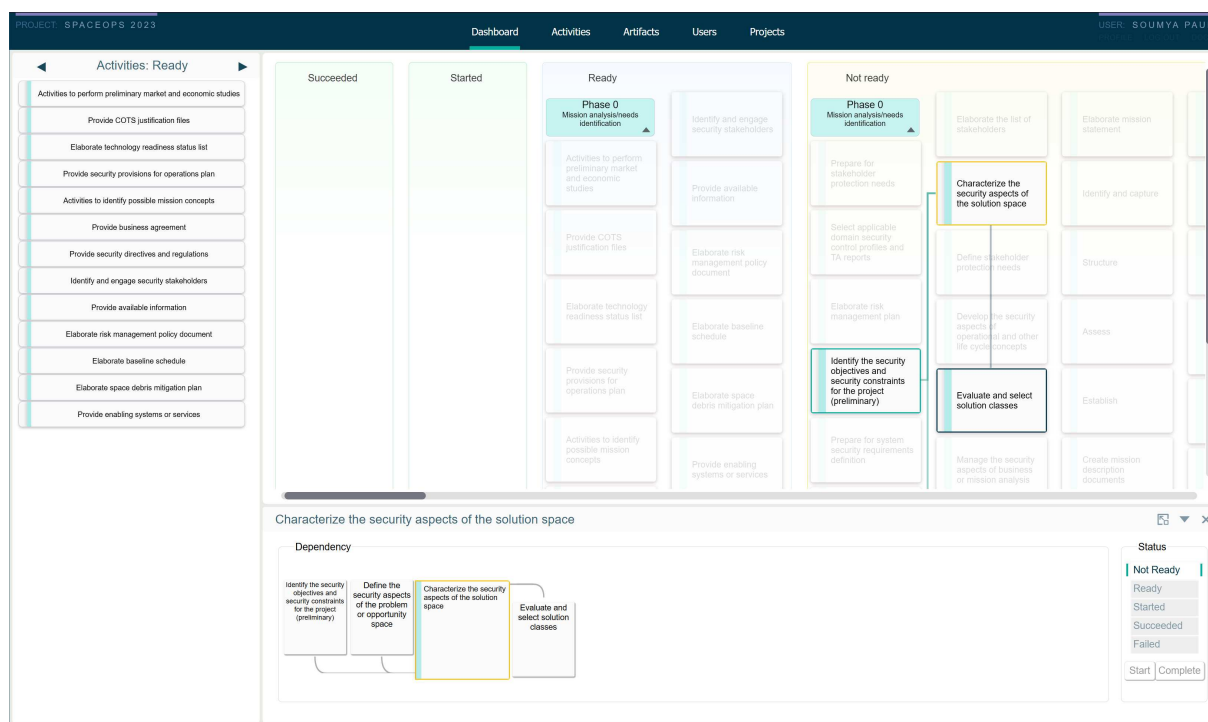 PROJECT: SPACEOPS 2023
Dashboard
Activities
Artifacts
Users
Projects
USER: SOUMYA PAUL
Activities: Ready
Activities to perform preliminary market and economic studies
Provide COTS justification files
Elaborate technology readiness status list
Provide security provisions for operations plan
Activities to identify possible mission concepts
Provide business agreement
Provide security directives and regulations
Identify and engage security stakeholders
Provide available information
Elaborate risk management policy document
Elaborate baseline schedule
Elaborate space debris mitigation plan
Provide enabling systems or services
Succeeded
Started
Ready
Phase 0
Mission analysis/needs
identification
Activities to perform
preliminary market
and economic
studies
Provide COTS
justification files
Elaborate technology
readiness status list
Provide security
provisions for
operations plan
Activities to identify
possible mission
concepts
Identify and engage
security stakeholders
Provide available
information
Elaborate risk
management policy
document
Elaborate baseline
schedule
Elaborate space
debris mitigation plan
Provide enabling
systems or services
Not ready
Phase 0
Mission analysis/needs
identification
Prepare for
stakeholder
protection needs
Select applicable
domain security
control profiles and
TA reports
Elaborate risk
management plan
Identify the security
objectives and
security constraints
for the project
(preliminary)
Prepare for system
security requirements
definition
Elaborate the list of
stakeholders
Characterize the
security aspects of
the solution space
Define stakeholder
protection needs
Develop the security
aspects of
operational and other
life cycle concepts
Evaluate and select
solution classes
Manage the security
aspects of business
or mission analysis
Elaborate mission
statement
Identify and capture
Structure
Assess
Establish
Create mission
description
documents
Characterize the security aspects of the solution space
Dependency
Identify the security
objectives and
security constraints
for the project
(preliminary)
Define the
security aspects
of the problem
or opportunity
space
Characterize the security
aspects of the solution
space
Evaluate and
select solution
classes
Status
Not Ready
Ready
Started
Succeeded
Failed
Start
Complete